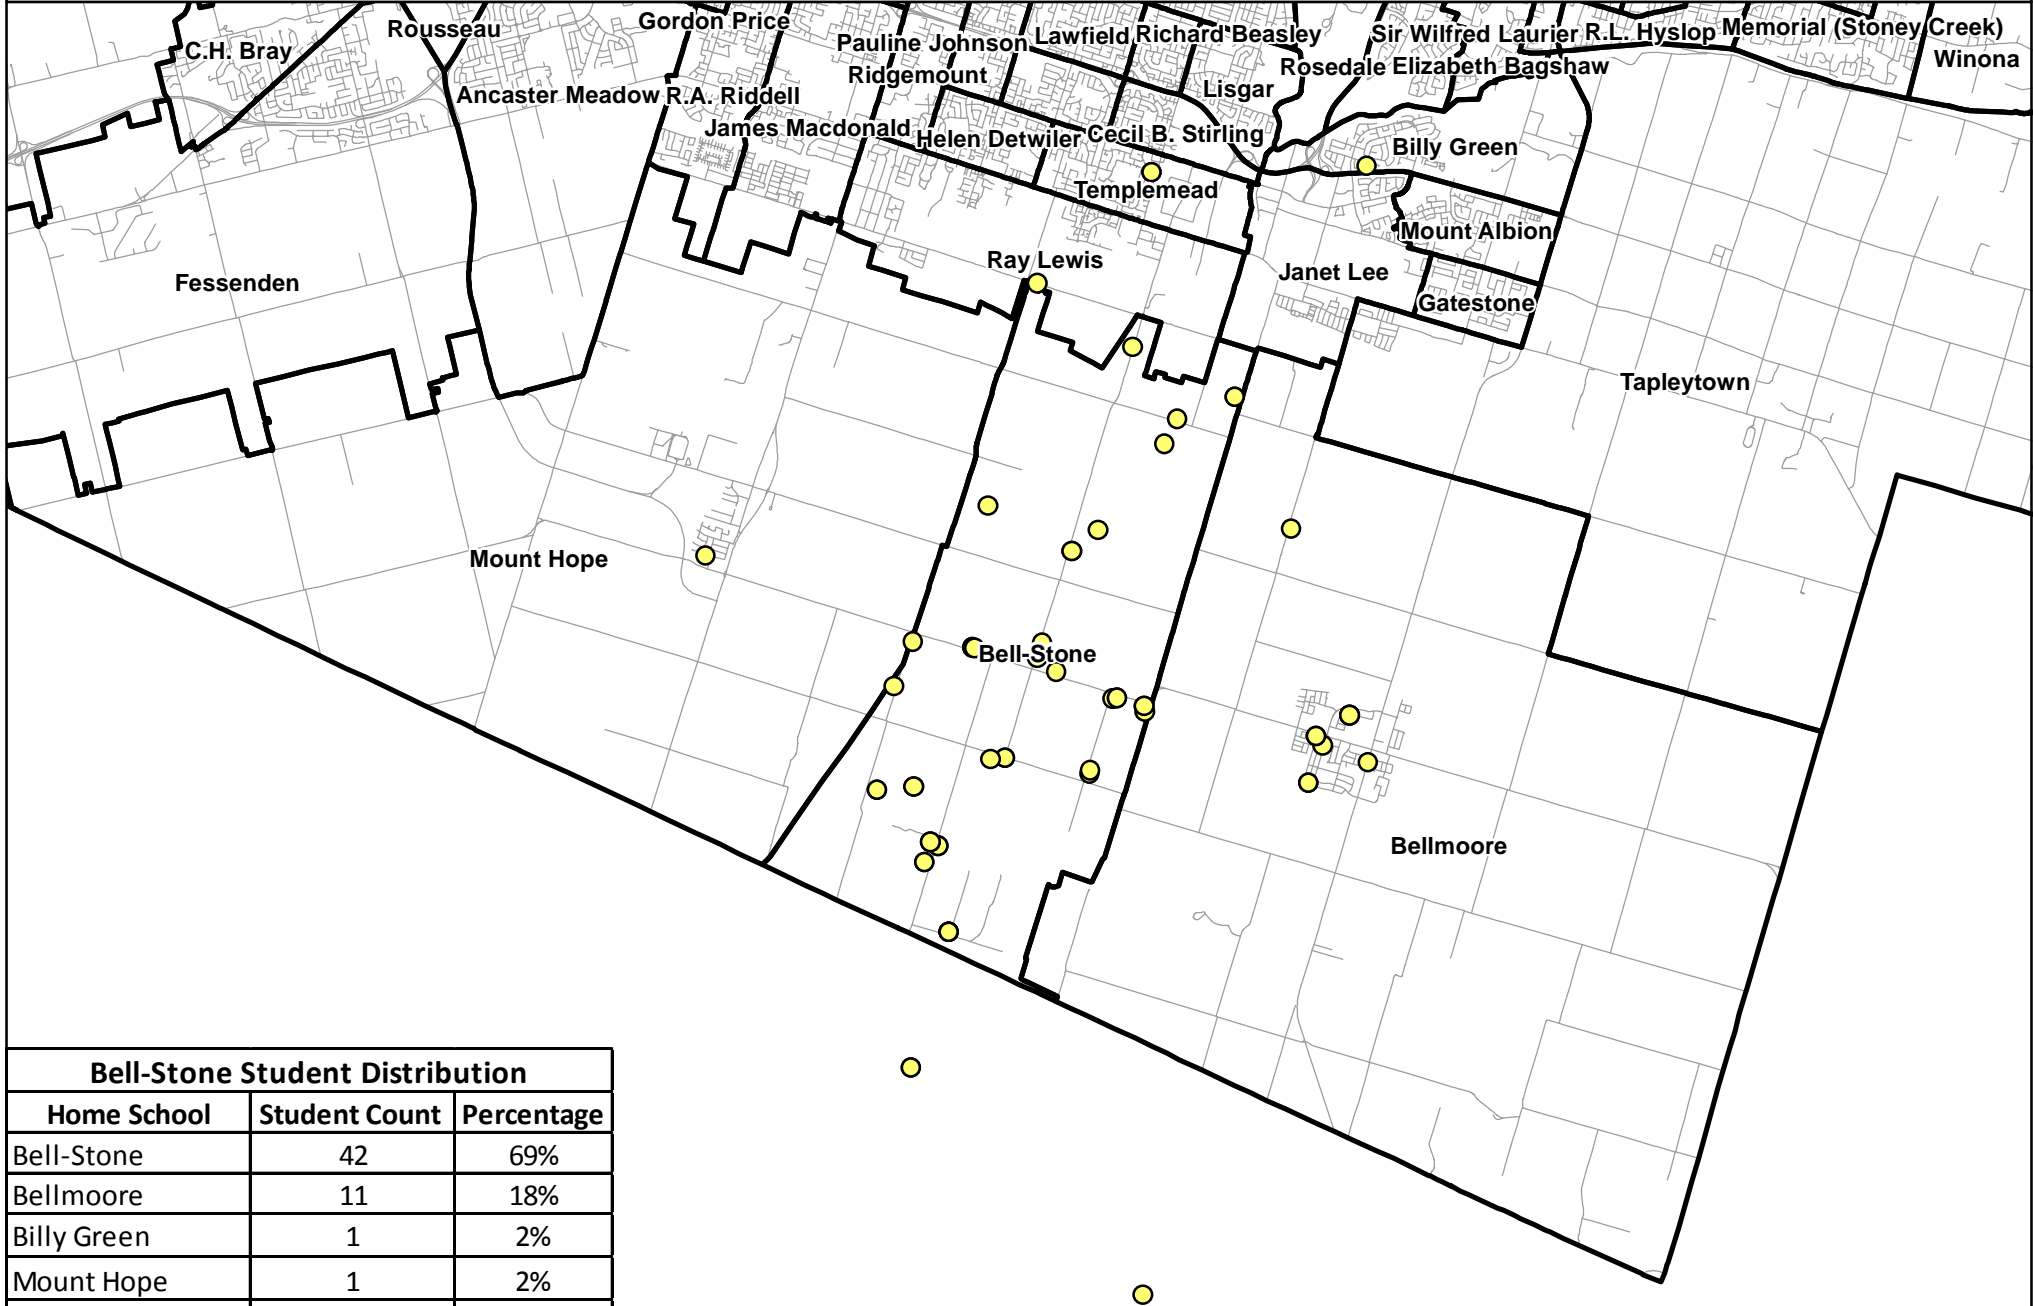 Rousseau
Gordon Price
C.H. Bray
Pauline Johnson
Lawfield
Richard Beasley
Sir Wilfred Laurier
R.L. Hyslop
Memorial (Stoney Creek)
Winona
Ridgemount
Rosedale
Elizabeth Bagshaw
Ancaster Meadow
R.A. Riddell
Lisgar
James Macdonald
Helen Detwiler
Cecil B. Stirling
Billy Green
Templemead
Mount Albion
Ray Lewis
Janet Lee
Fessenden
Gatestone
Tapleytown
Mount Hope
Bell-Stone
Bellmoore
Bell-Stone Student Distribution
Home School Student Count Percentage
Bell-Stone 42 69%
Bellmoore 11 18%
Billy Green 1 2%
Mount Hope 1 2%